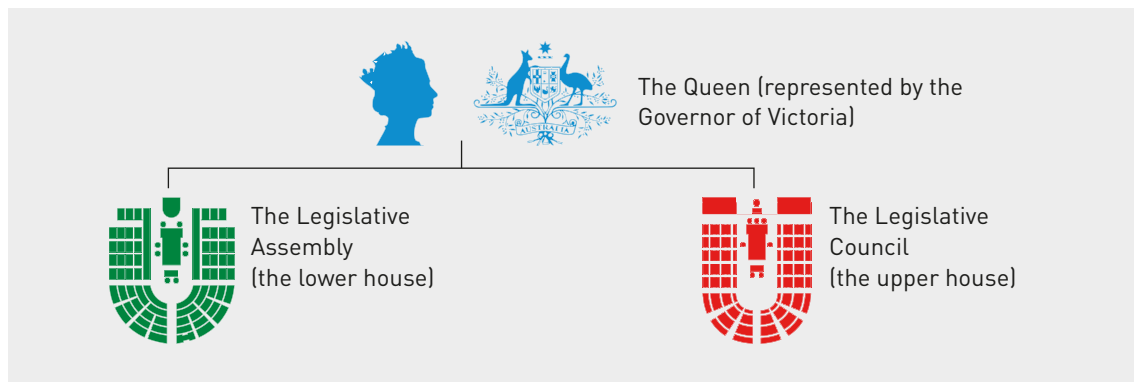 The Queen (represented by the
Governor of Victoria)
AUSTRALIA
The Legislative
Assembly
(the lower house)
The Legislative
Council
(the upper house)